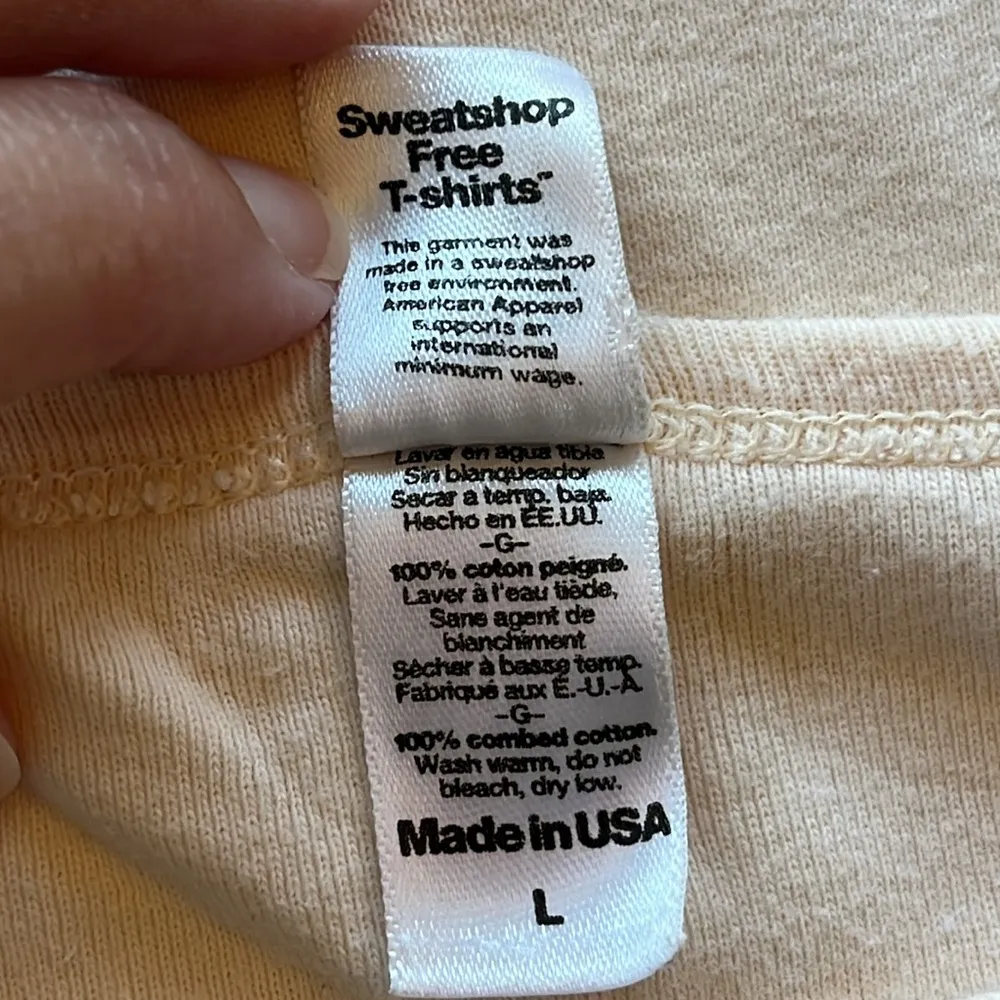 Sweatshop
Free
T-shirts™
This garment was
made in a sweatshop
free environment.
American Apparel
supports an
international
minimum wage.
Lavar en agua tibia
Sin blanqueador
Secar a temp. baja.
Hecho en EE.UU.
-G-
100% coton peigné.
Laver à l'eau tiède,
Sans agent de
blanchiment
Sécher à basse temp.
Fabriqué aux É.-U.-A.
-G-
100% combed cotton.
Wash warm, do not
bleach, dry low.
Made in USA
L